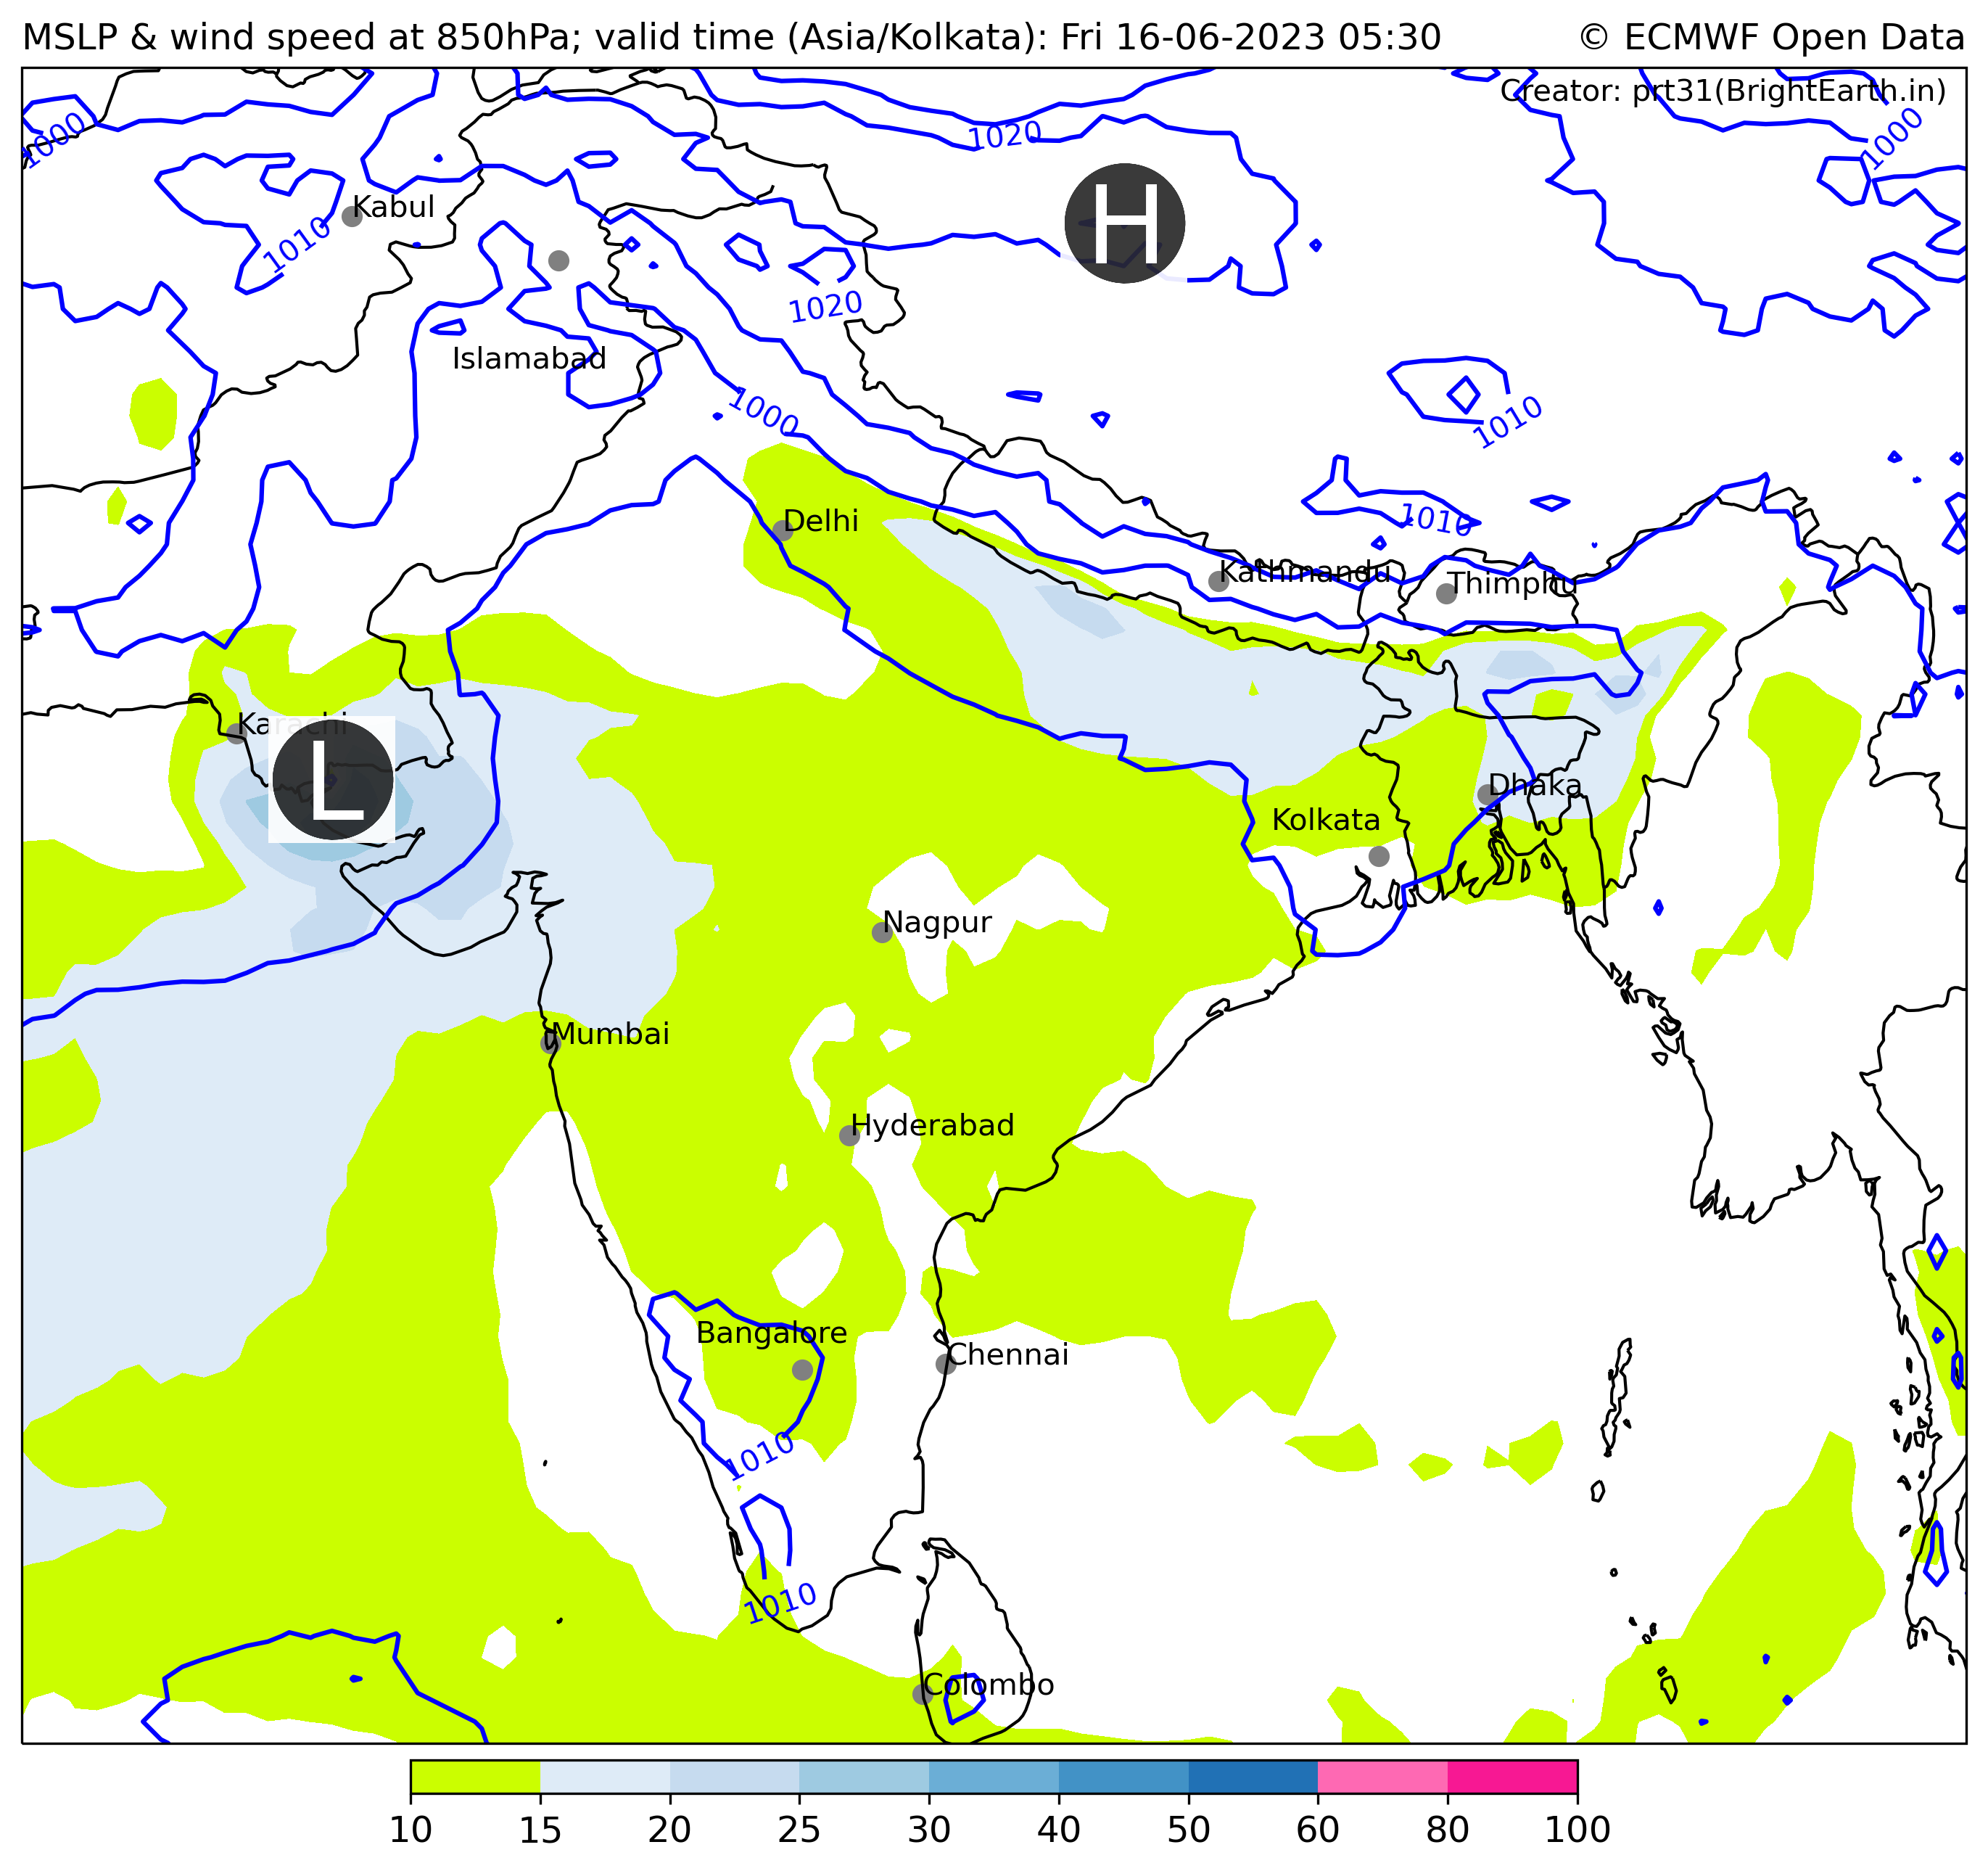 MSLP & wind speed at 850hPa; valid time (Asia/Kolkata): Fri 16-06-2023 05:30
© ECMWF Open Data
Creator: prt31(BrightEarth.in)
1000
1020
1000
Kabul
H
1010
1020
Islamabad
1000
1010
Delhi
1010
Kathmandu
Thimphu
Karachi
L
Dhaka
Kolkata
Nagpur
Mumbai
Hyderabad
Bangalore
Chennai
1010
1010
Colombo
10 15 20 25 30 40 50 60 80 100